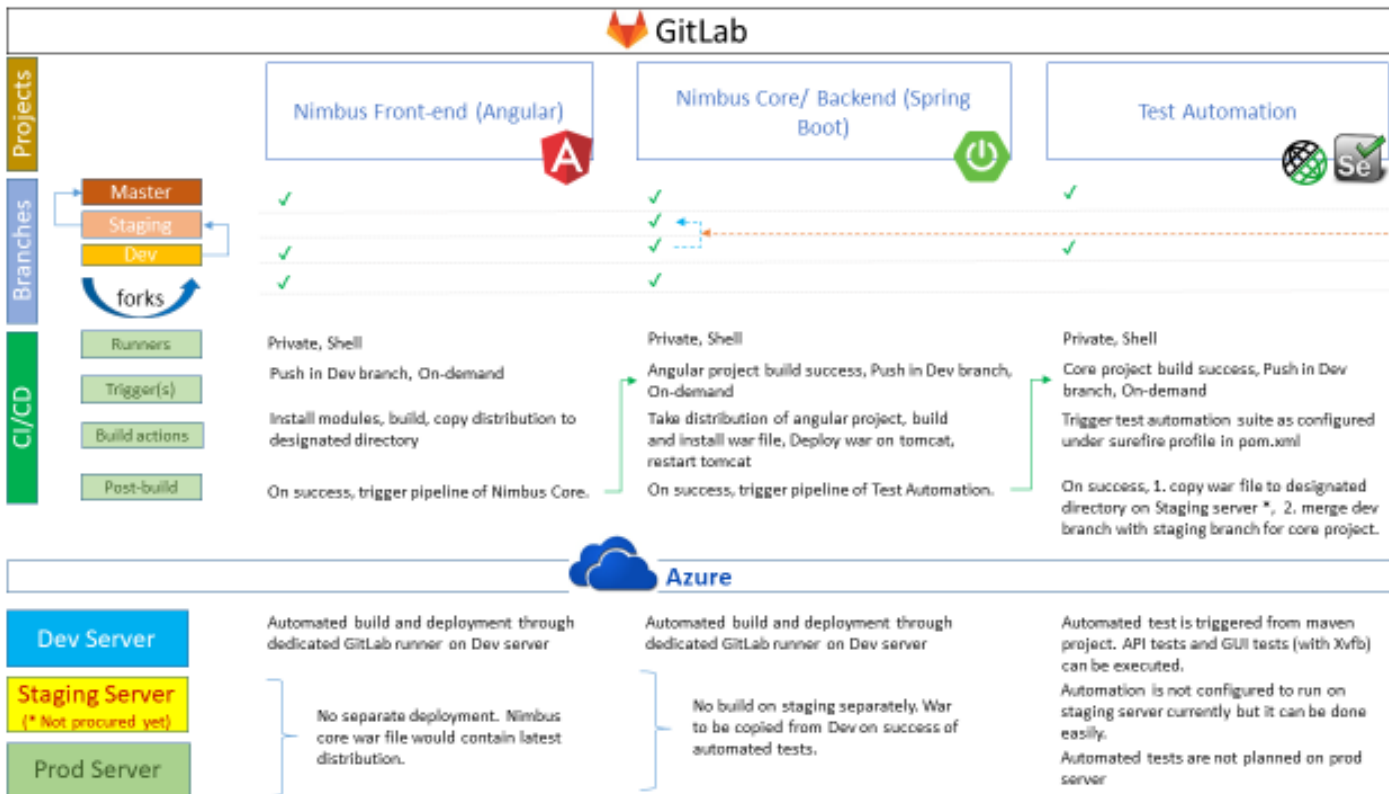 GitLab
Projects
Nimbus Front-end (Angular)
Nimbus Core/ Backend (Spring
Boot)
Test Automation
Se
Branches
Master
Staging
Dev
forks
CI/CD
Runners
Private, Shell
Private, Shell
Private, Shell
Trigger(s)
Push in Dev branch, On-demand
Angular project build success, Push in Dev branch,
On-demand
Core project build success, Push in Dev
branch, On-demand
Build actions
Install modules, build, copy distribution to
designated directory
Take distribution of angular project, build
and install war file, Deploy war on tomcat,
restart tomcat
Trigger test automation suite as configured
under surefire profile in pom.xml
Post-build
On success, trigger pipeline of Nimbus Core.
On success, trigger pipeline of Test Automation.
On success, 1. copy war file to designated
directory on Staging server *, 2. merge dev
branch with staging branch for core project.
Azure
Dev Server
Automated build and deployment through
dedicated GitLab runner on Dev server
Automated build and deployment through
dedicated GitLab runner on Dev server
Automated test is triggered from maven
project. API tests and GUI tests (with Xvfb)
can be executed.
Staging Server
(* Not procured yet)
No separate deployment. Nimbus
core war file would contain latest
distribution.
No build on staging separately. War
to be copied from Dev on success of
automated tests.
Automation is not configured to run on
staging server currently but it can be done
easily.
Prod Server
Automated tests are not planned on prod
server